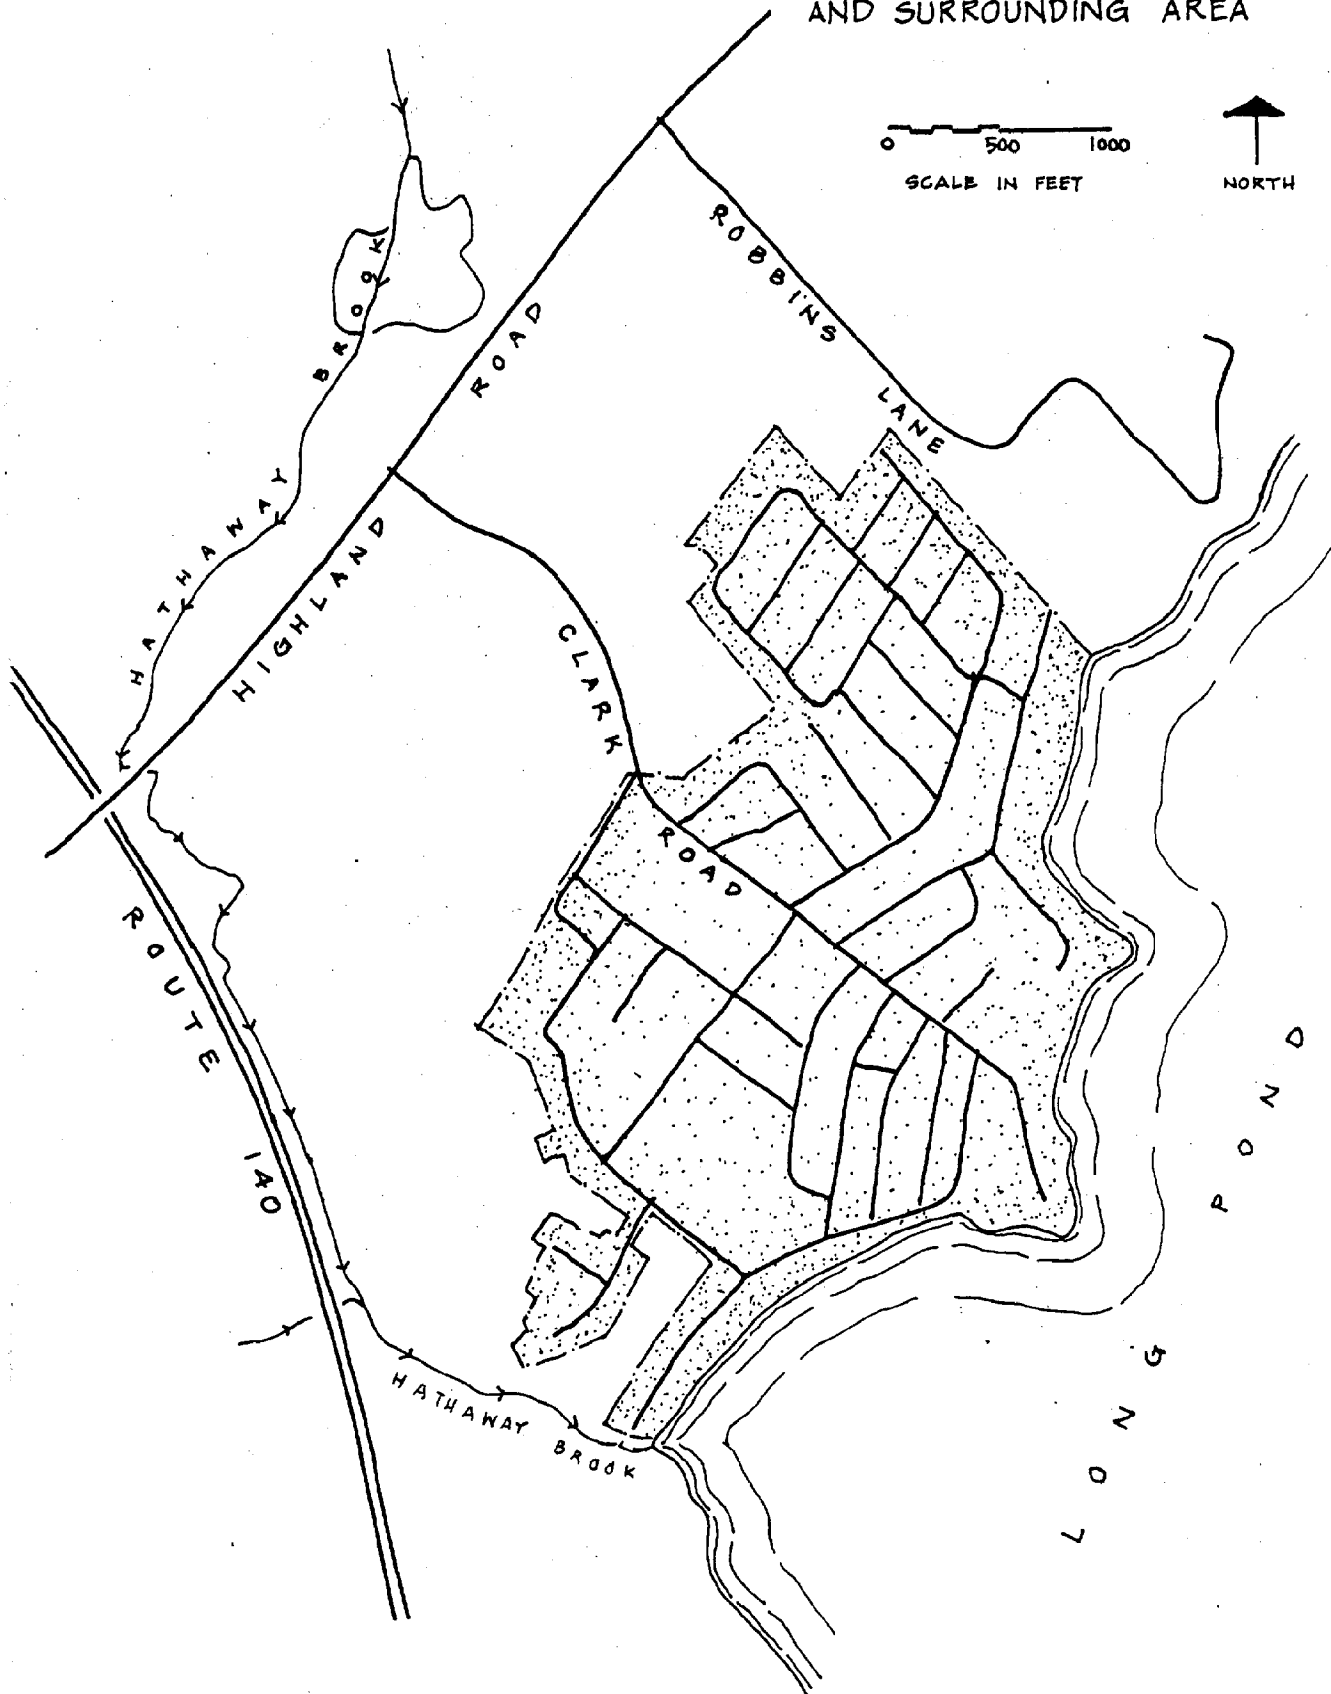 AND SURROUNDING AREA
0 500 1000
SCALE IN FEET
NORTH
ROBBINS LANE
HATHAWAY BROOK
HIGHLAND ROAD
CLARK ROAD
ROUTE 140
HATHAWAY BROOK
LONG POND